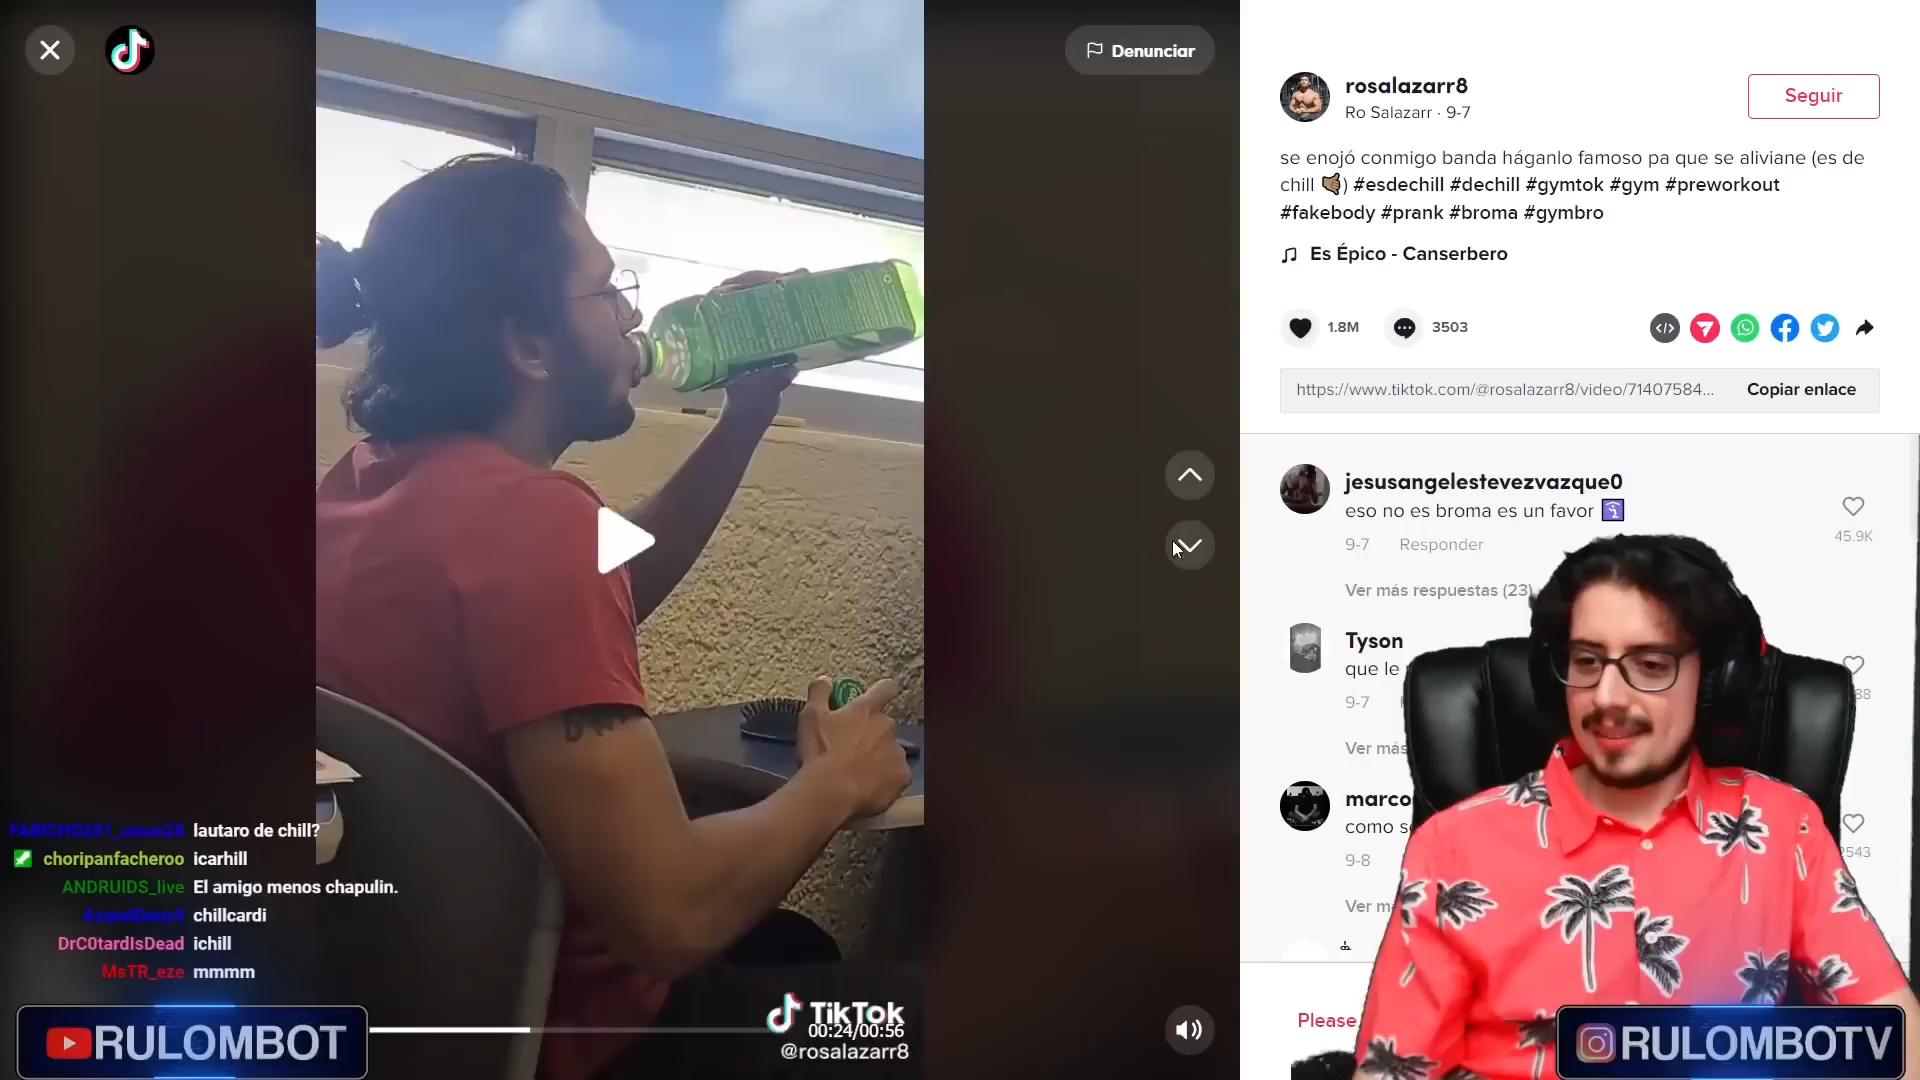 Denunciar
rosalazarr8
Ro Salazarr · 9-7
Seguir
se enojó conmigo banda háganlo famoso pa que se aliviane (es de
chill 🤙🏽) #esdechill #dechill #gymtok #gym #preworkout
#fakebody #prank #broma #gymbro
Es Épico - Canserbero
1.8M
3503
https://www.tiktok.com/@rosalazarr8/video/71407584...
Copiar enlace
jesusangelestevezvazque0
eso no es broma es un favor 🛐
45.9K
9-7 Responder
Ver más respuestas (23)
Tyson
que le
9-7
88
Ver más
marco
como se
9-8
2543
Ver má
Please
lautaro de chill?
choripanfacheroo icarhill
ANDRUIDS_live El amigo menos chapulin.
AzarelDeus9 chillcardi
DrC0tardIsDead ichill
MsTR_eze mmmm
RULOMBOT
TikTok
00:24/00:56
@rosalazarr8
RULOMBOTV